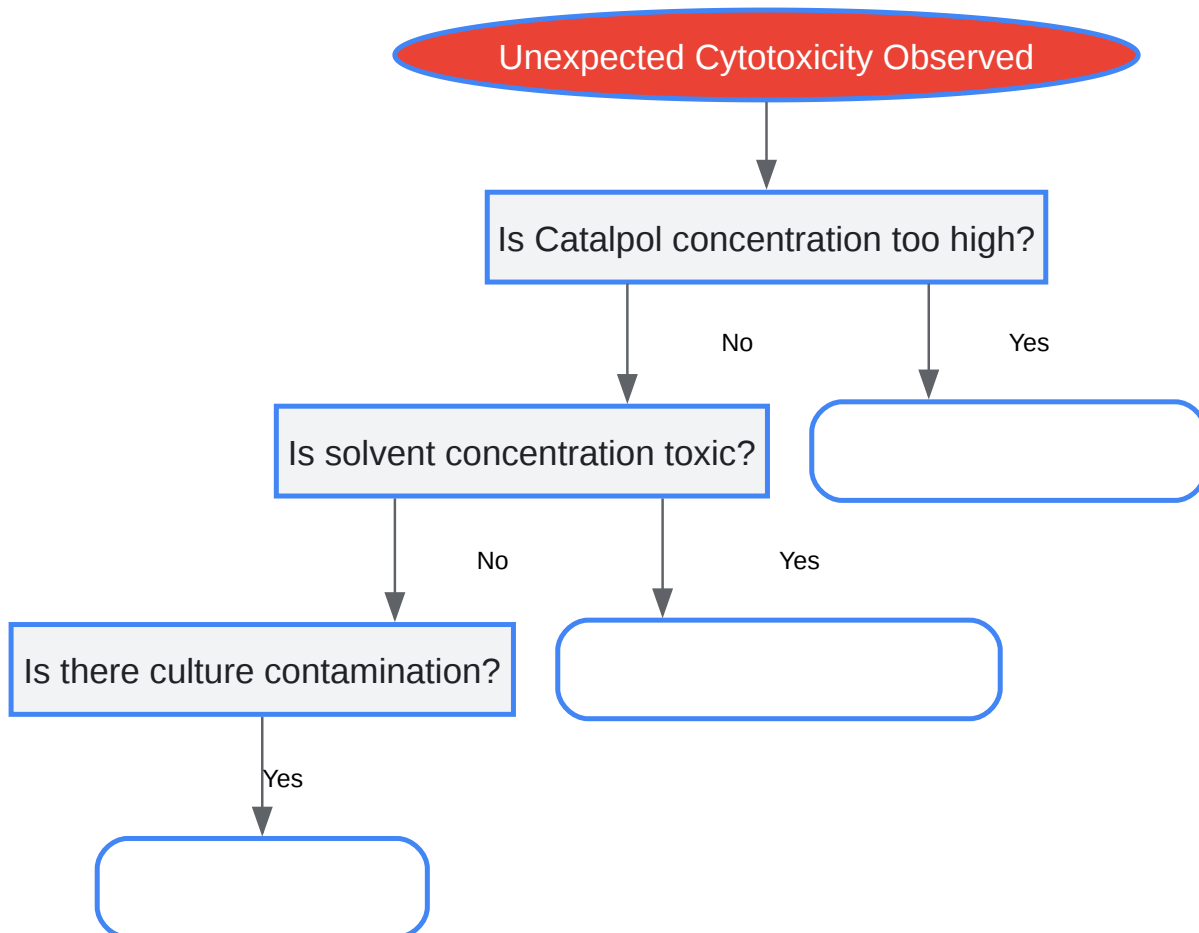 Unexpected Cytotoxicity Observed
Is Catalpol concentration too high?
No
Yes
Is solvent concentration toxic?
No
Yes
Is there culture contamination?
Yes